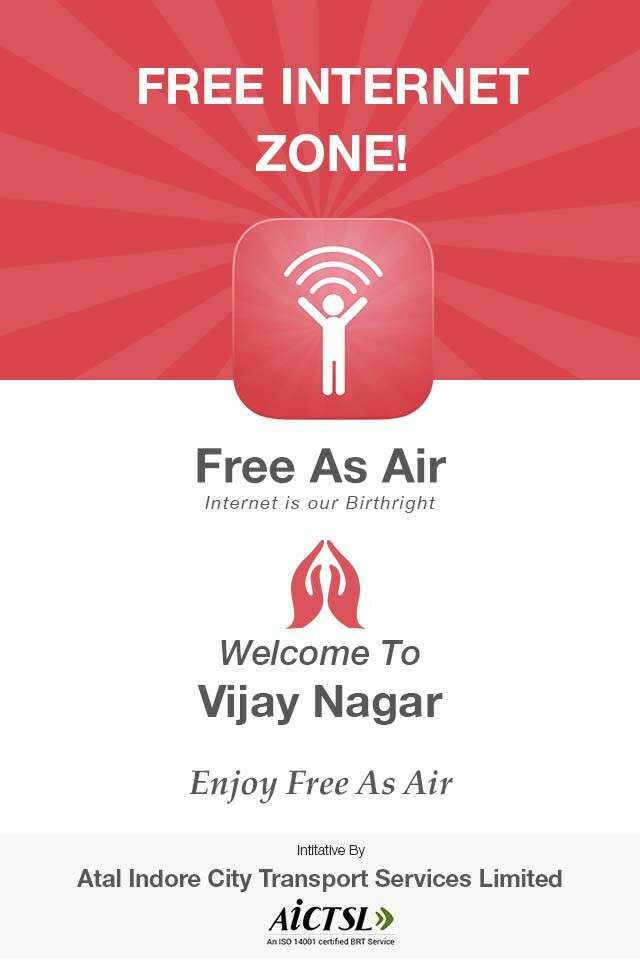 FREE INTERNET
ZONE!
Free As Air
Internet is our Birthright
Welcome To
Vijay Nagar
Enjoy Free As Air
Intitative By
Atal Indore City Transport Services Limited
AiCTSL
An ISO 14001 certified BRT Service